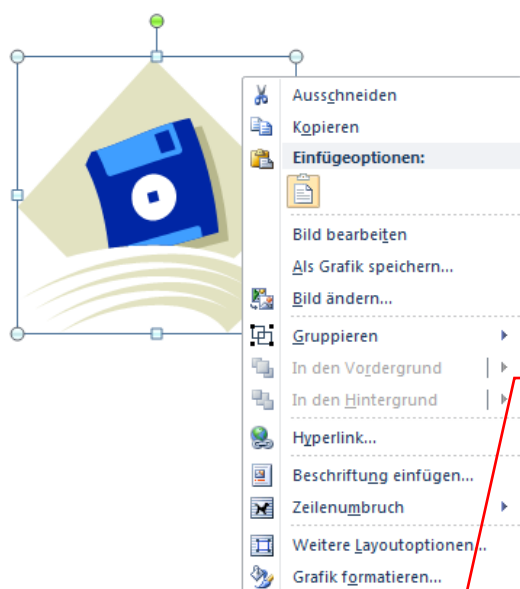 Ausschneiden
Kopieren
Einfügeoptionen:
Bild bearbeiten
Als Grafik speichern...
Bild ändern...
Gruppieren
In den Vordergrund
In den Hintergrund
Hyperlink...
Beschriftung einfügen...
Zeilenumbruch
Weitere Layoutoptionen...
Grafik formatieren...